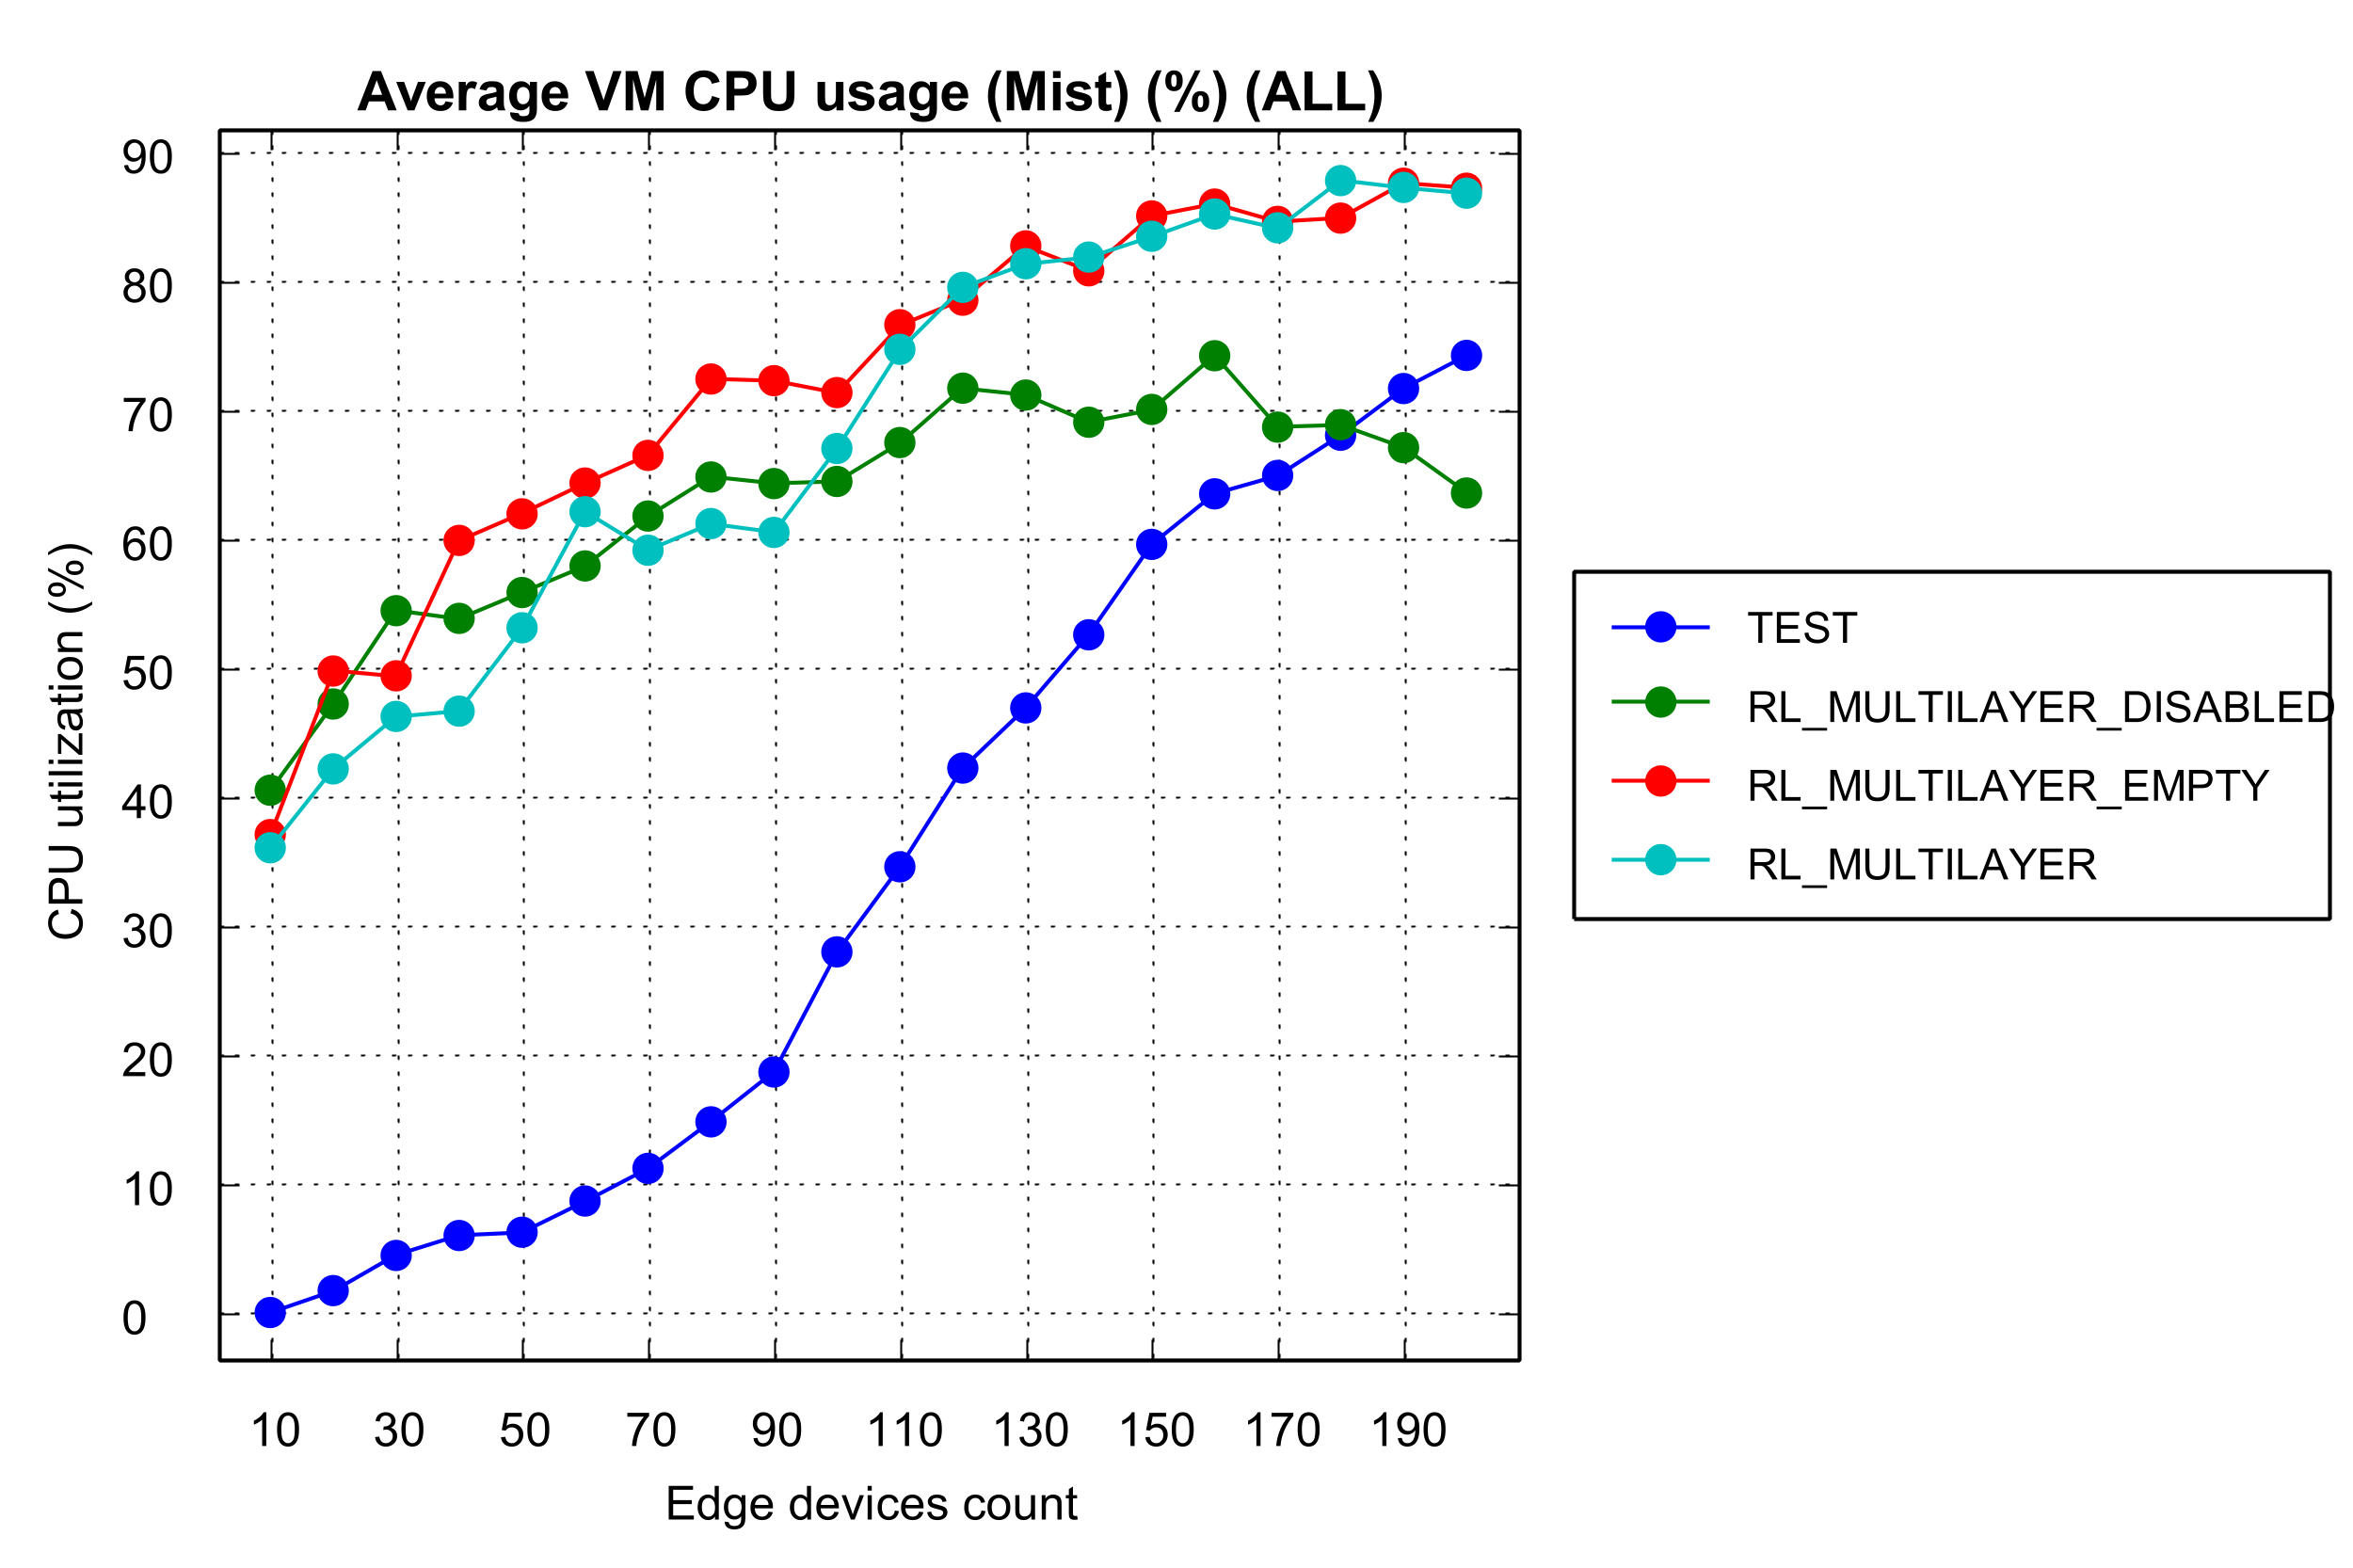 Average VM CPU usage (Mist) (%) (ALL)
CPU utilization (%)
90
80
70
60
50
40
30
20
10
0
10 30 50 70 90 110 130 150 170 190
Edge devices count
TEST
RL_MULTILAYER_DISABLED
RL_MULTILAYER_EMPTY
RL_MULTILAYER